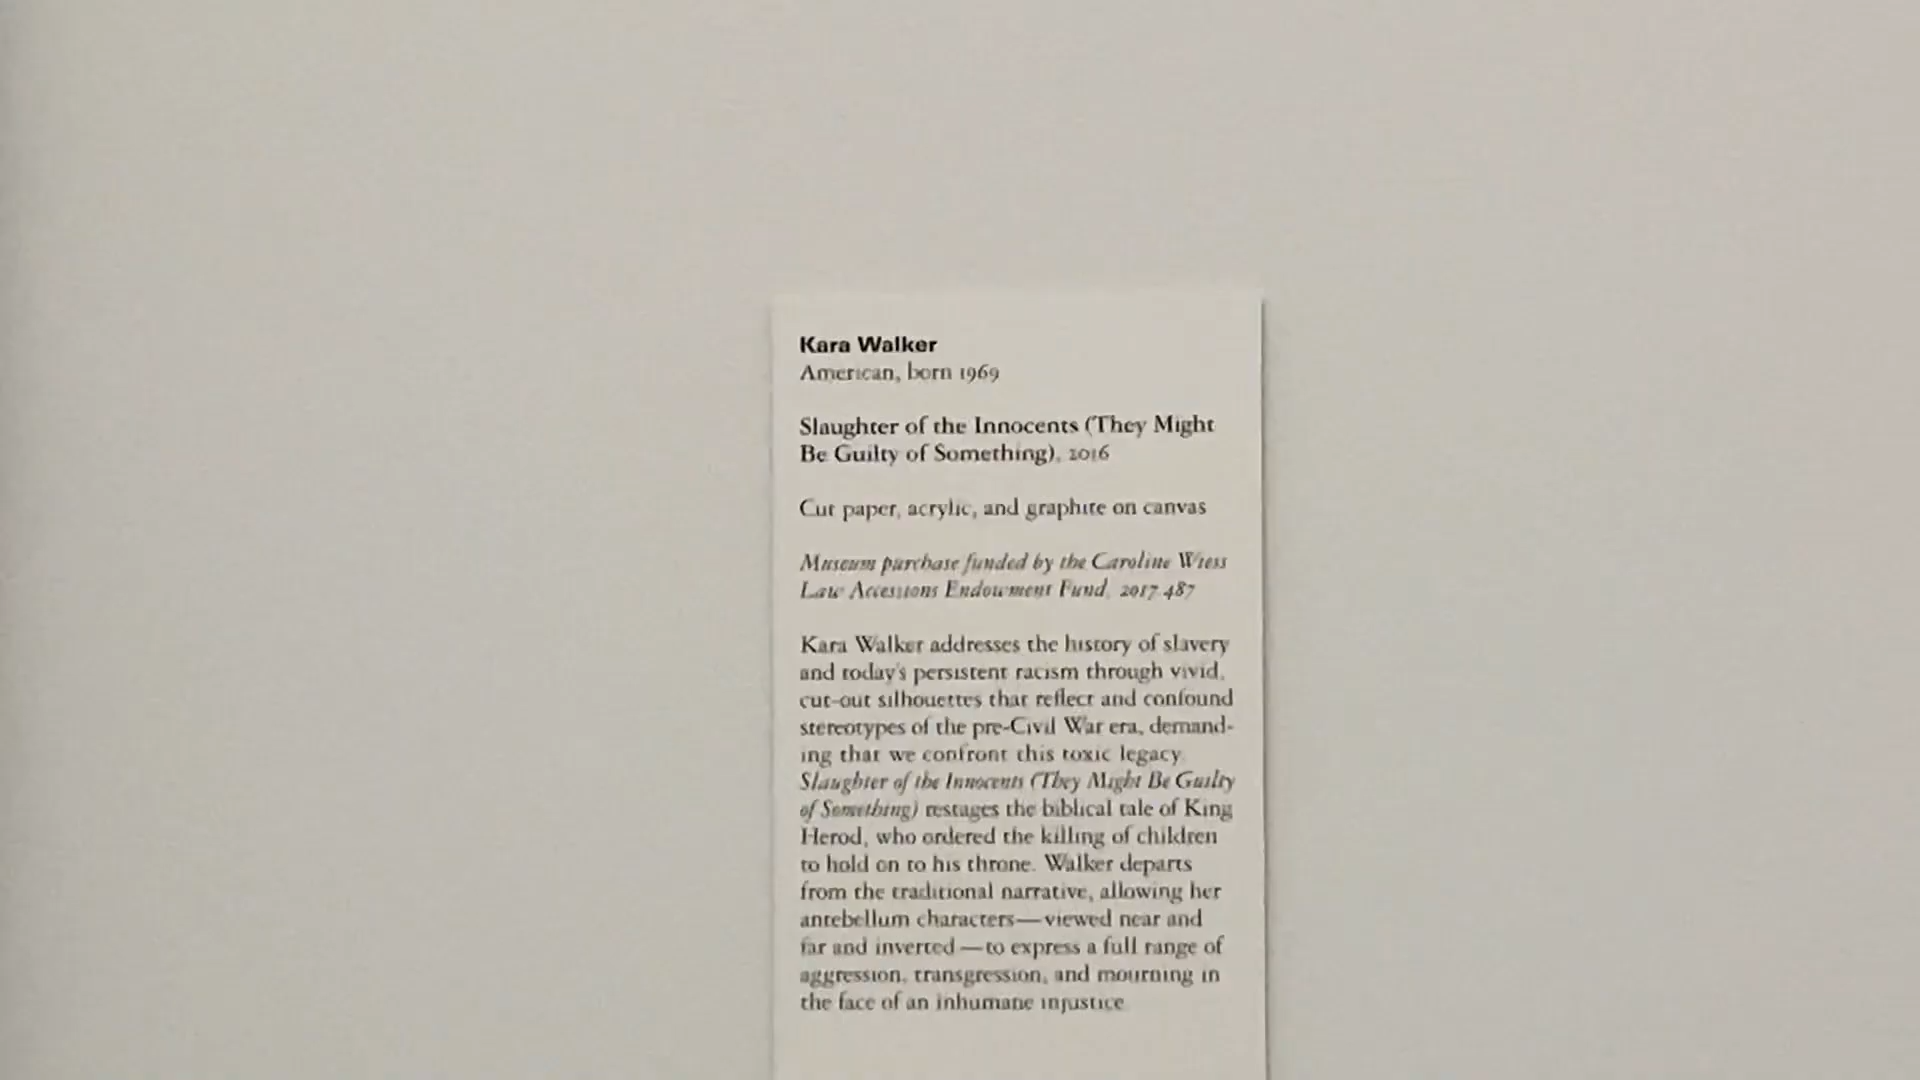 Kara Walker
American, born 1969
Slaughter of the Innocents (They Might
Be Guilty of Something), 2016
Cut paper, acrylic, and graphite on canvas
Museum purchase funded by the Caroline Wiess
Law Accessions Endowment Fund, 2017.487
Kara Walker addresses the history of slavery
and today's persistent racism through vivid,
cut-out silhouettes that reflect and confound
stereotypes of the pre-Civil War era, demand-
ing that we confront this toxic legacy.
Slaughter of the Innocents (They Might Be Guilty
of Something) restages the biblical tale of King
Herod, who ordered the killing of children
to hold on to his throne. Walker departs
from the traditional narrative, allowing her
antebellum characters—viewed near and
far and inverted—to express a full range of
aggression, transgression, and mourning in
the face of an inhumane injustice.